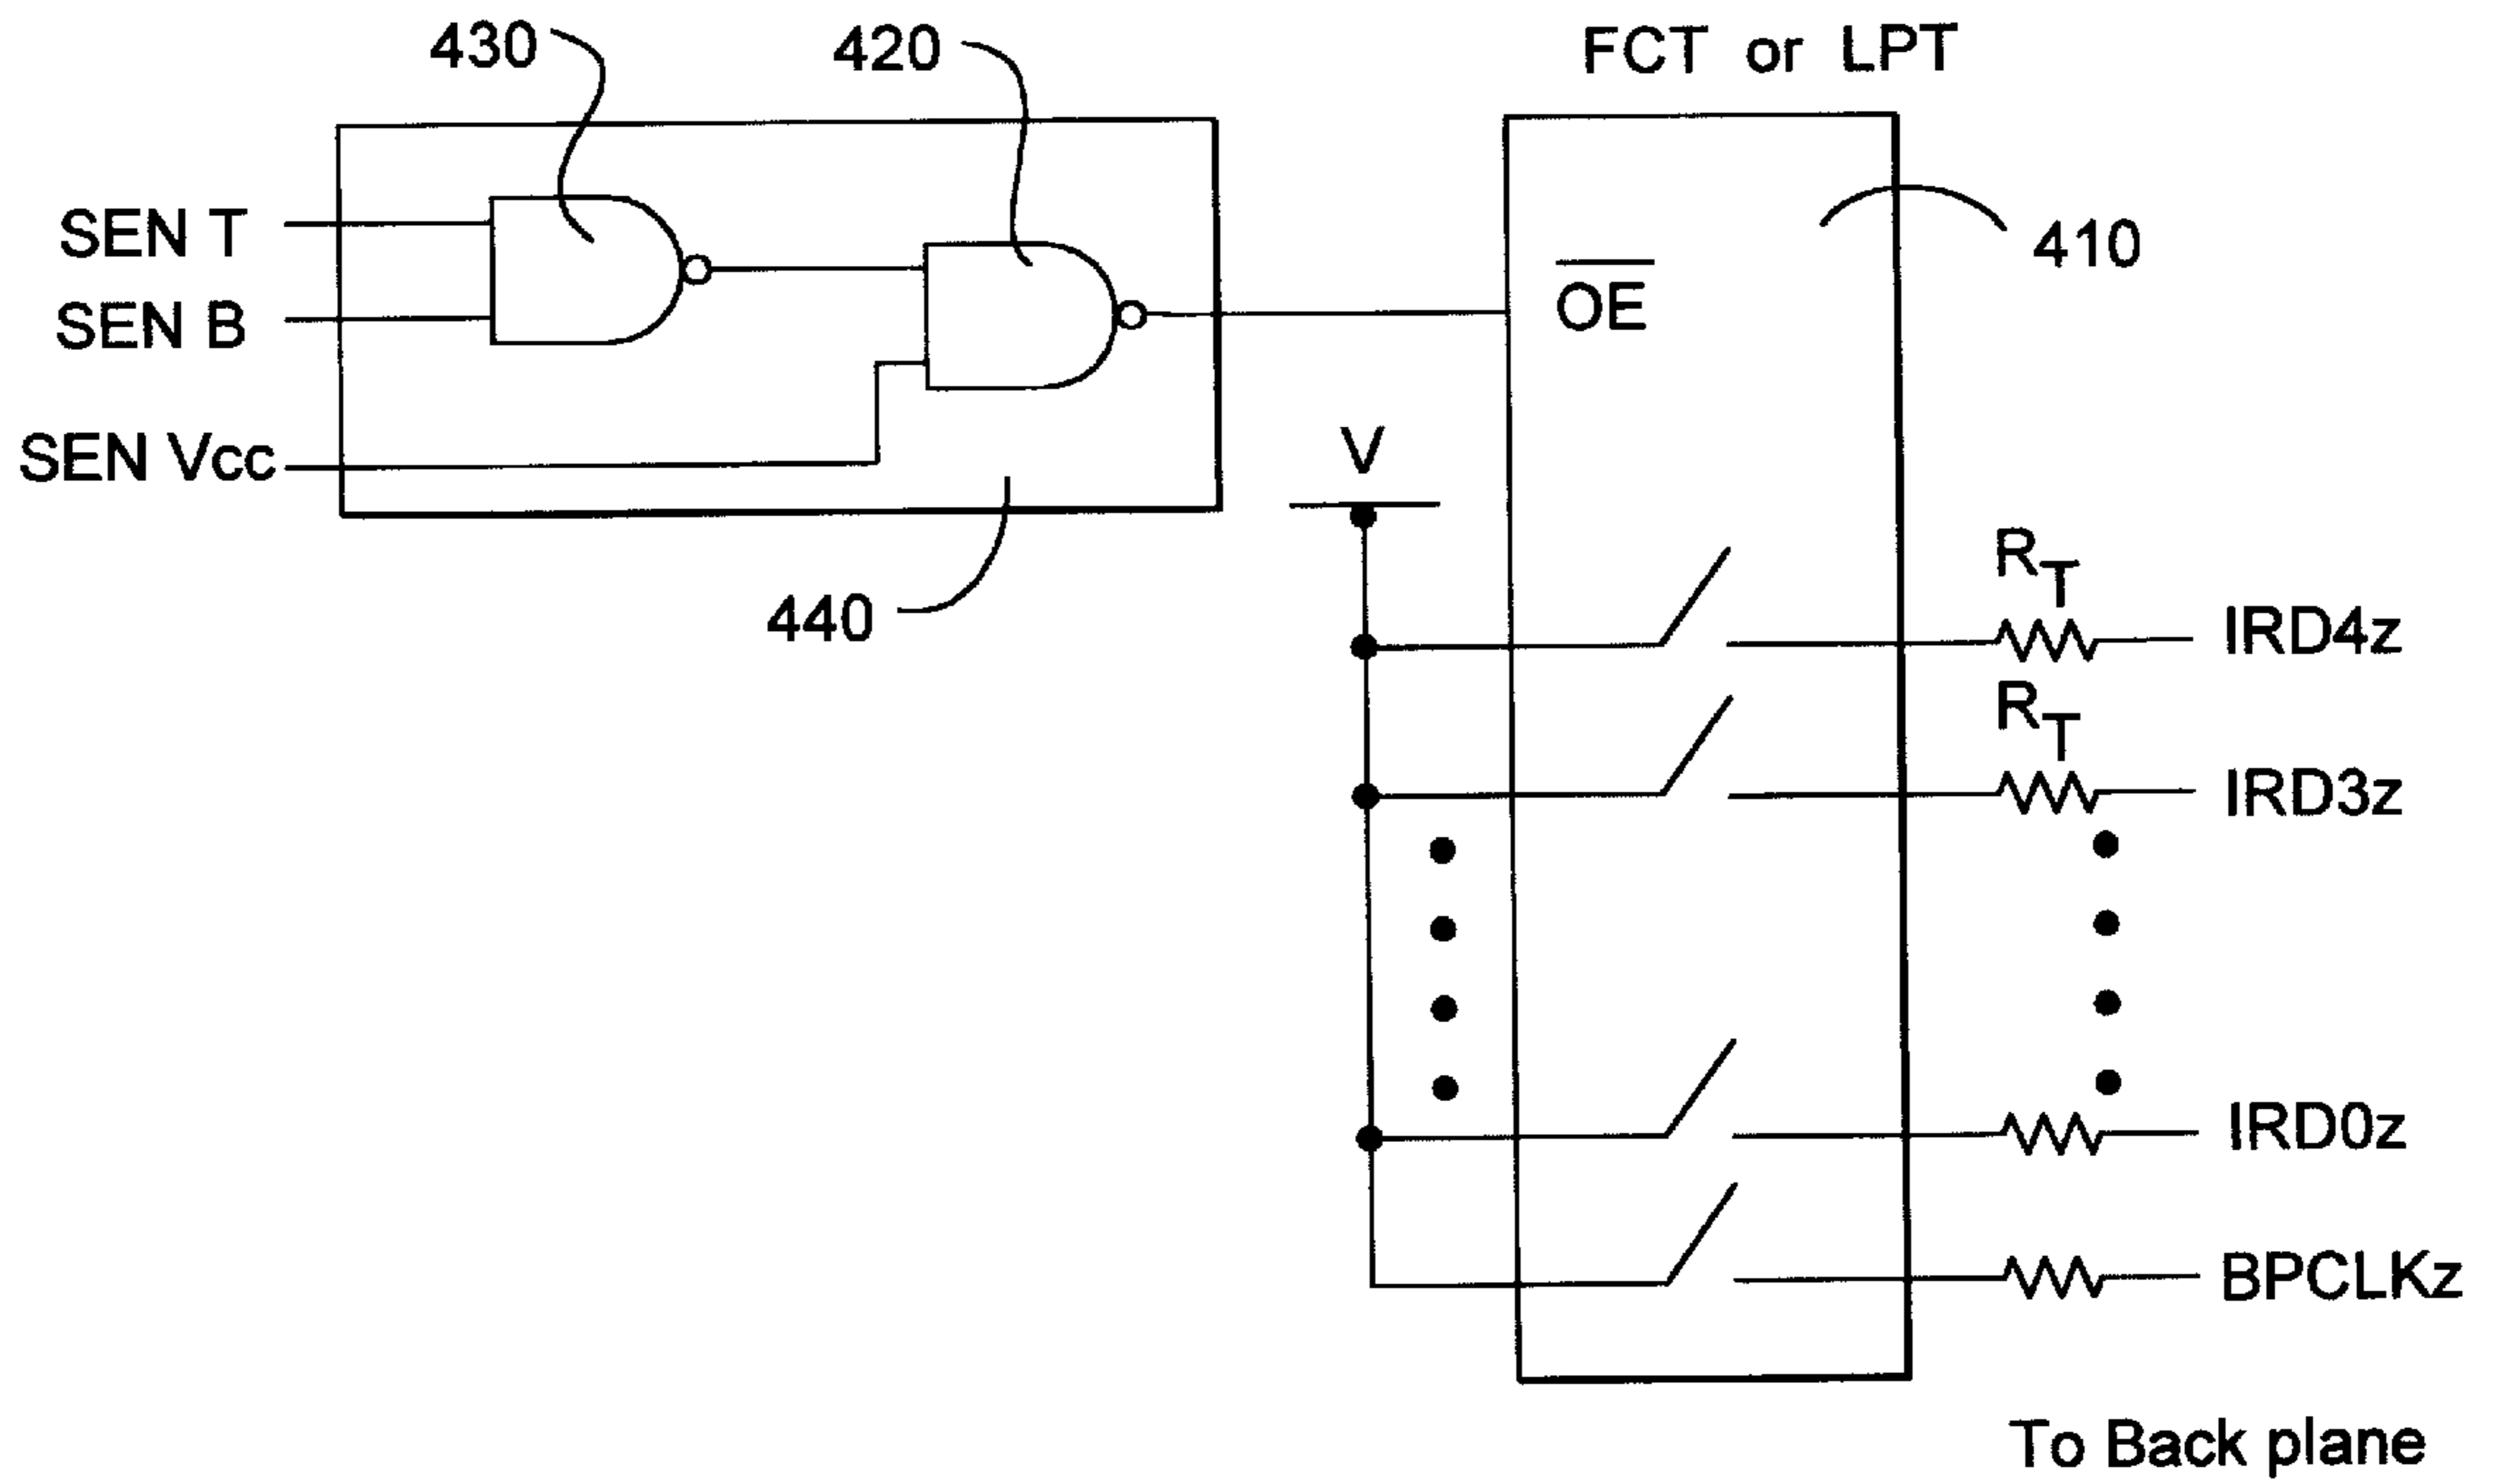 430
420
FCT or LPT
SEN T
SEN B
SEN Vcc
440
410
OE
V
RT
IRD4z
RT
IRD3z
IRD0z
BPCLKz
To Back plane